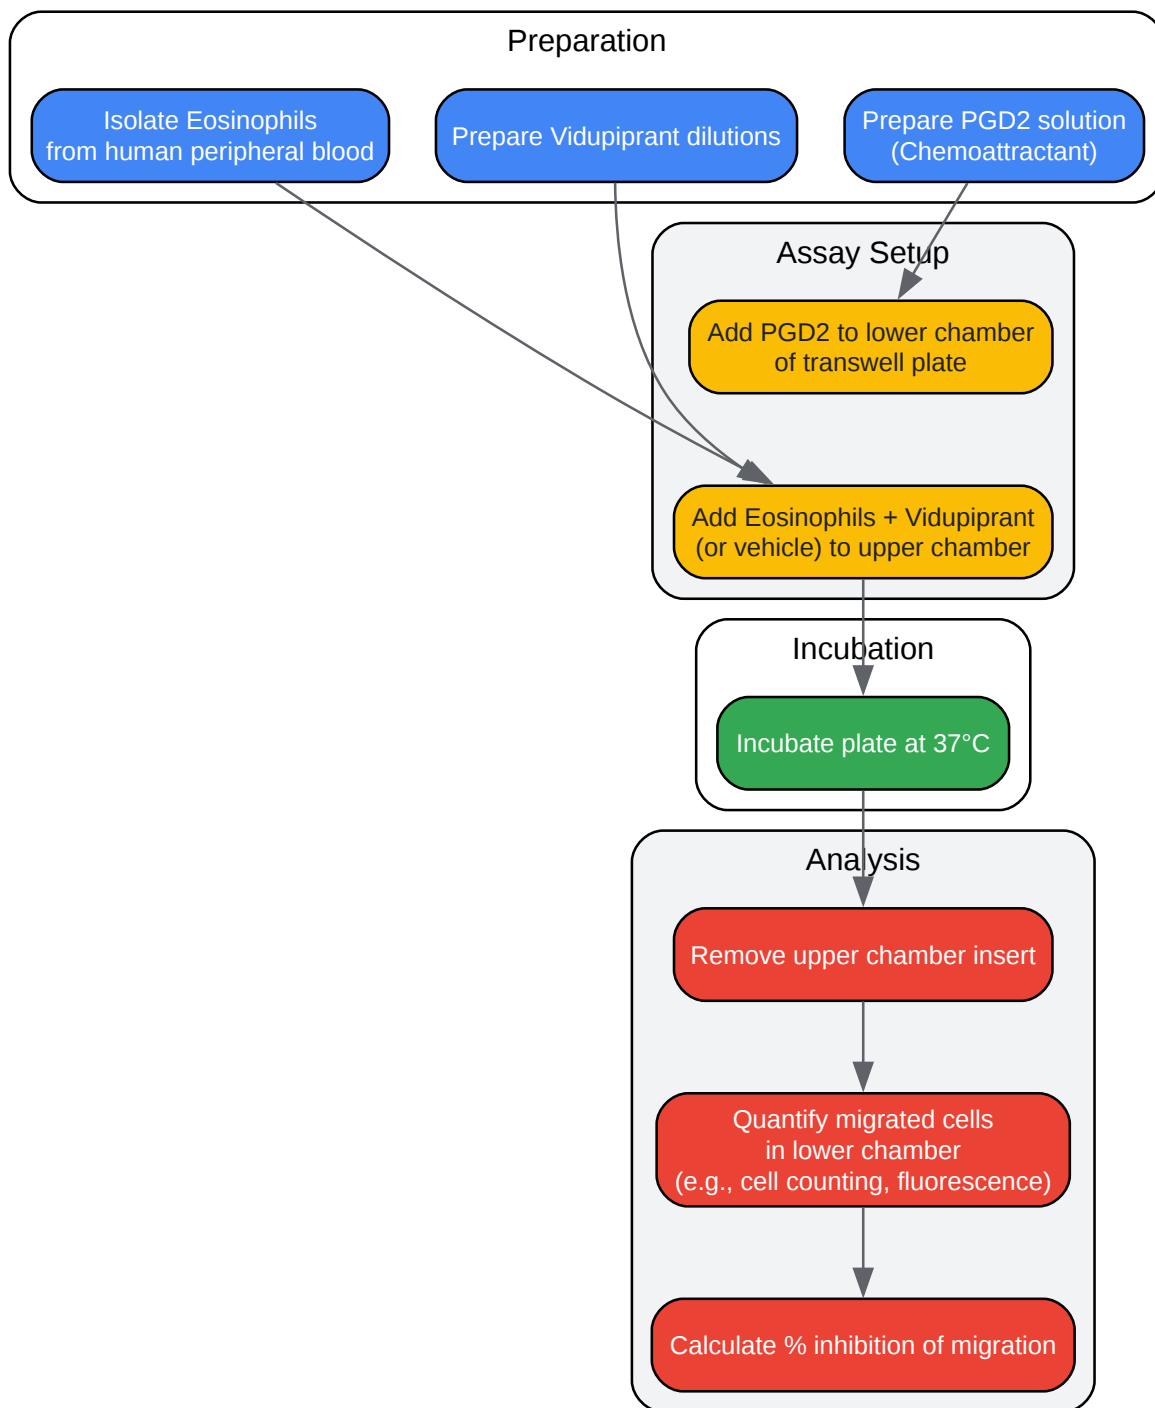 Preparation
Isolate Eosinophils
from human peripheral blood
Prepare Vidupiprant dilutions
Prepare PGD2 solution
(Chemoattractant)
Assay Setup
Add PGD2 to lower chamber
of transwell plate
Add Eosinophils + Vidupiprant
(or vehicle) to upper chamber
Incubation
Incubate plate at 37°C
Analysis
Remove upper chamber insert
Quantify migrated cells
in lower chamber
(e.g., cell counting, fluorescence)
Calculate % inhibition of migration